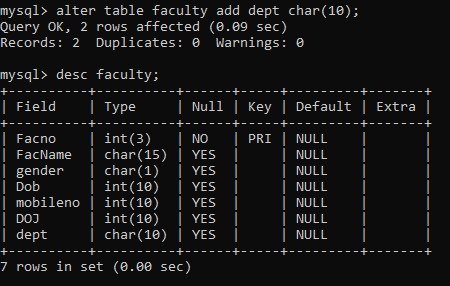 mysql> alter table faculty add dept char(10);
Query OK, 2 rows affected (0.09 sec)
Records: 2  Duplicates: 0  Warnings: 0

mysql> desc faculty;
+----------+----------+------+-----+---------+-------+
| Field    | Type     | Null | Key | Default | Extra |
+----------+----------+------+-----+---------+-------+
| Facno    | int(3)   | NO   | PRI | NULL    |       |
| FacName  | char(15) | YES  |     | NULL    |       |
| gender   | char(1)  | YES  |     | NULL    |       |
| Dob      | int(10)  | YES  |     | NULL    |       |
| mobileno | int(10)  | YES  |     | NULL    |       |
| DOJ      | int(10)  | YES  |     | NULL    |       |
| dept     | char(10) | YES  |     | NULL    |       |
+----------+----------+------+-----+---------+-------+
7 rows in set (0.00 sec)